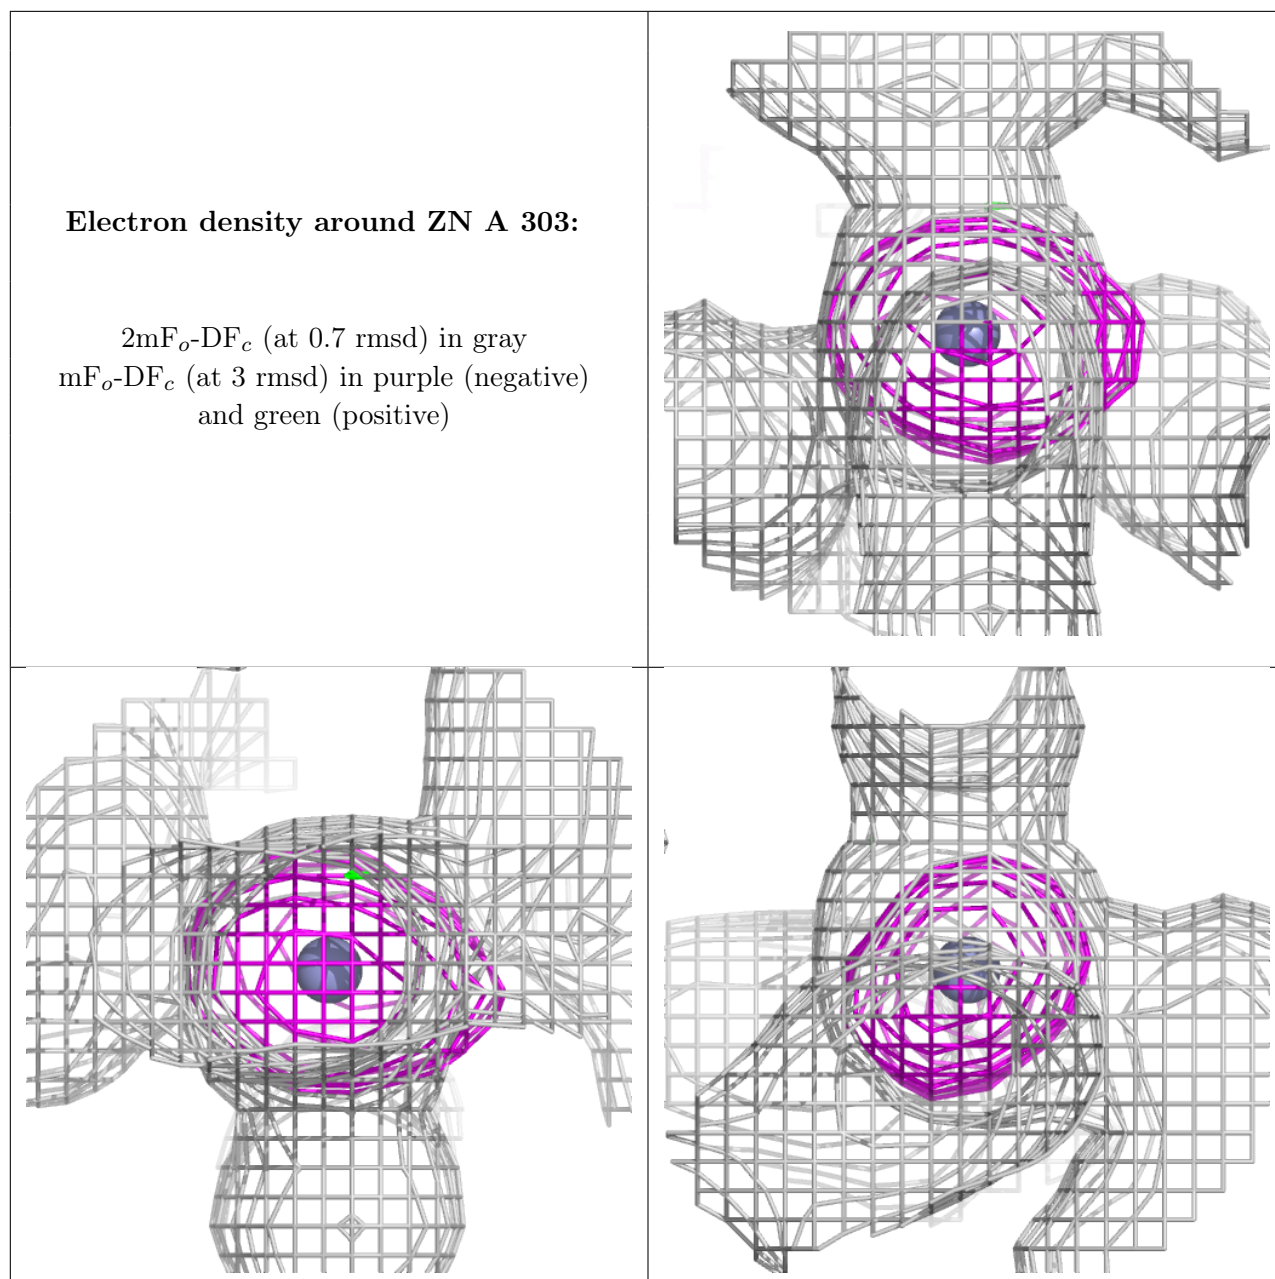 Electron density around ZN A 303:
2mFo-DFc (at 0.7 rmsd) in gray
mFo-DFc (at 3 rmsd) in purple (negative)
and green (positive)